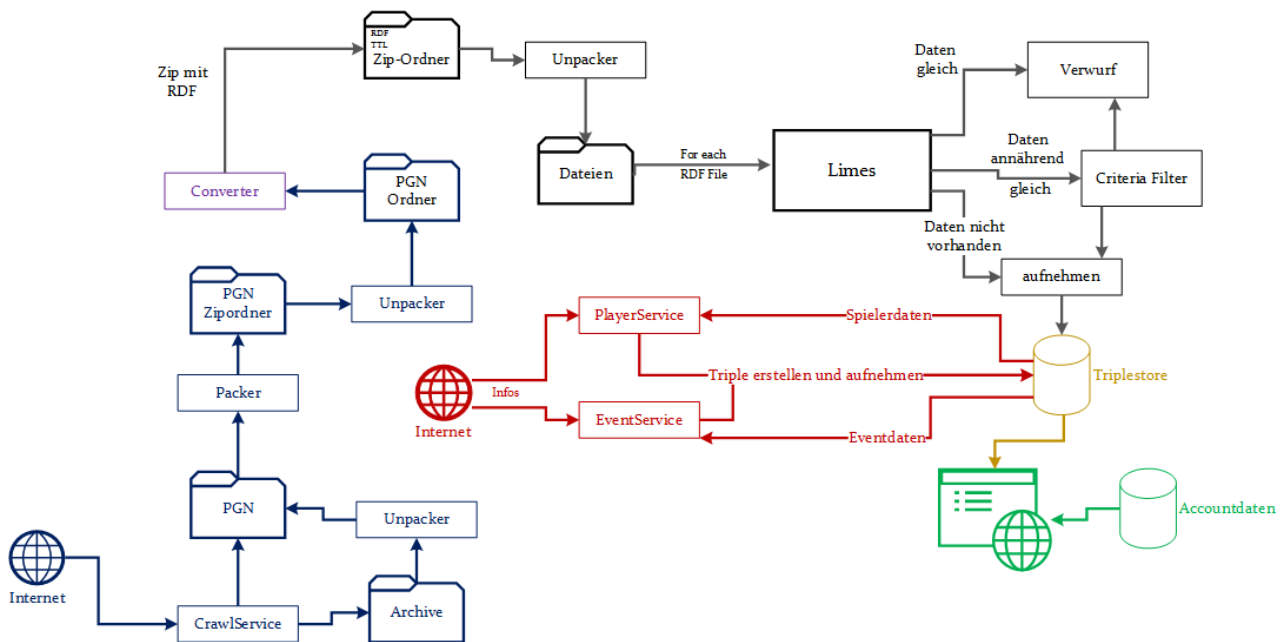 RDF
TTL
Zip-Ordner
Unpacker
Daten
gleich
Verwurf
Zip mit
RDF
Dateien
For each
RDF File
Limes
Daten
annährend
gleich
Criteria Filter
Converter
PGN
Ordner
Daten nicht
vorhanden
aufnehmen
PGN
Zipordner
Unpacker
PlayerService
Spielerdaten
Packer
Infos
Triple erstellen und aufnehmen
Triplestore
Internet
EventService
Eventdaten
PGN
Unpacker
Accountdaten
Internet
CrawlService
Archive